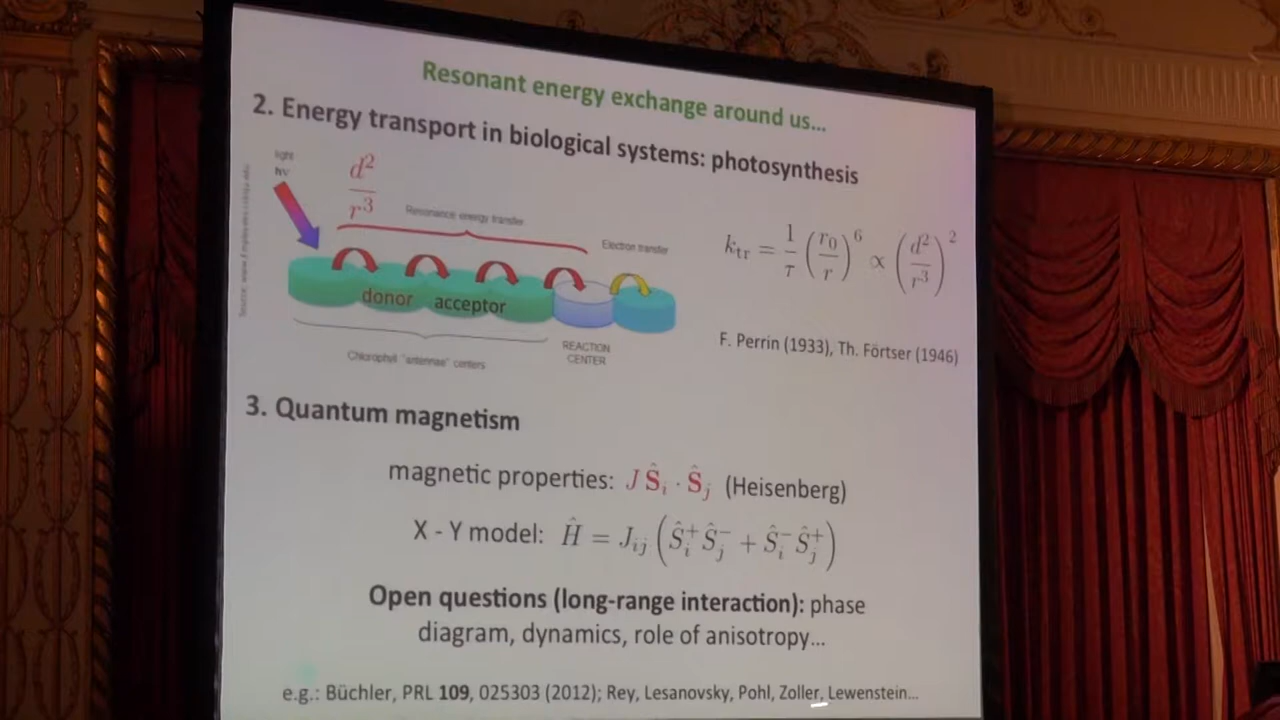 Resonant energy exchange around us...
2. Energy transport in biological systems: photosynthesis
light
hν
d²/r³
Resonance energy transfer
Electron transfer
donor acceptor
REACTION
CENTER
Chlorophyll "antennae" centers
k_tr = 1/τ (r₀/r)⁶ ∝ (d²/r³)²
F. Perrin (1933), Th. Förtser (1946)
3. Quantum magnetism
magnetic properties: J Ŝᵢ · Ŝⱼ (Heisenberg)
X - Y model: Ĥ = Jᵢⱼ (Ŝᵢ⁺Ŝⱼ⁻ + Ŝᵢ⁻Ŝⱼ⁺)
Open questions (long-range interaction): phase
diagram, dynamics, role of anisotropy...
e.g.: Büchler, PRL 109, 025303 (2012); Rey, Lesanovsky, Pohl, Zoller, Lewenstein...